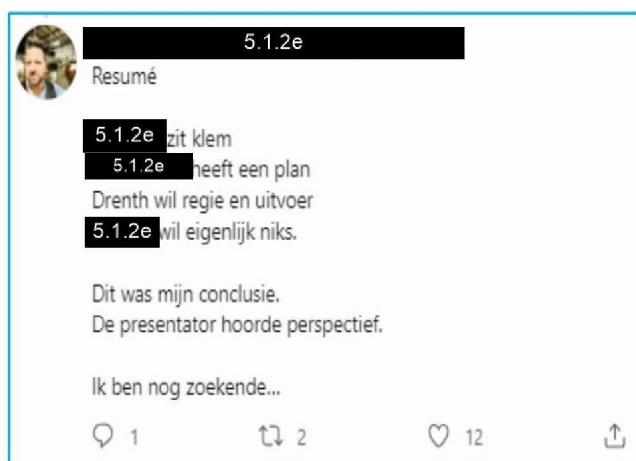 5.1.2e
Resumé
5.1.2e zit klem
5.1.2e heeft een plan
Drenth wil regie en uitvoer
5.1.2e wil eigenlijk niks.
Dit was mijn conclusie.
De presentator hoorde perspectief.
Ik ben nog zoekende...
1 2 12